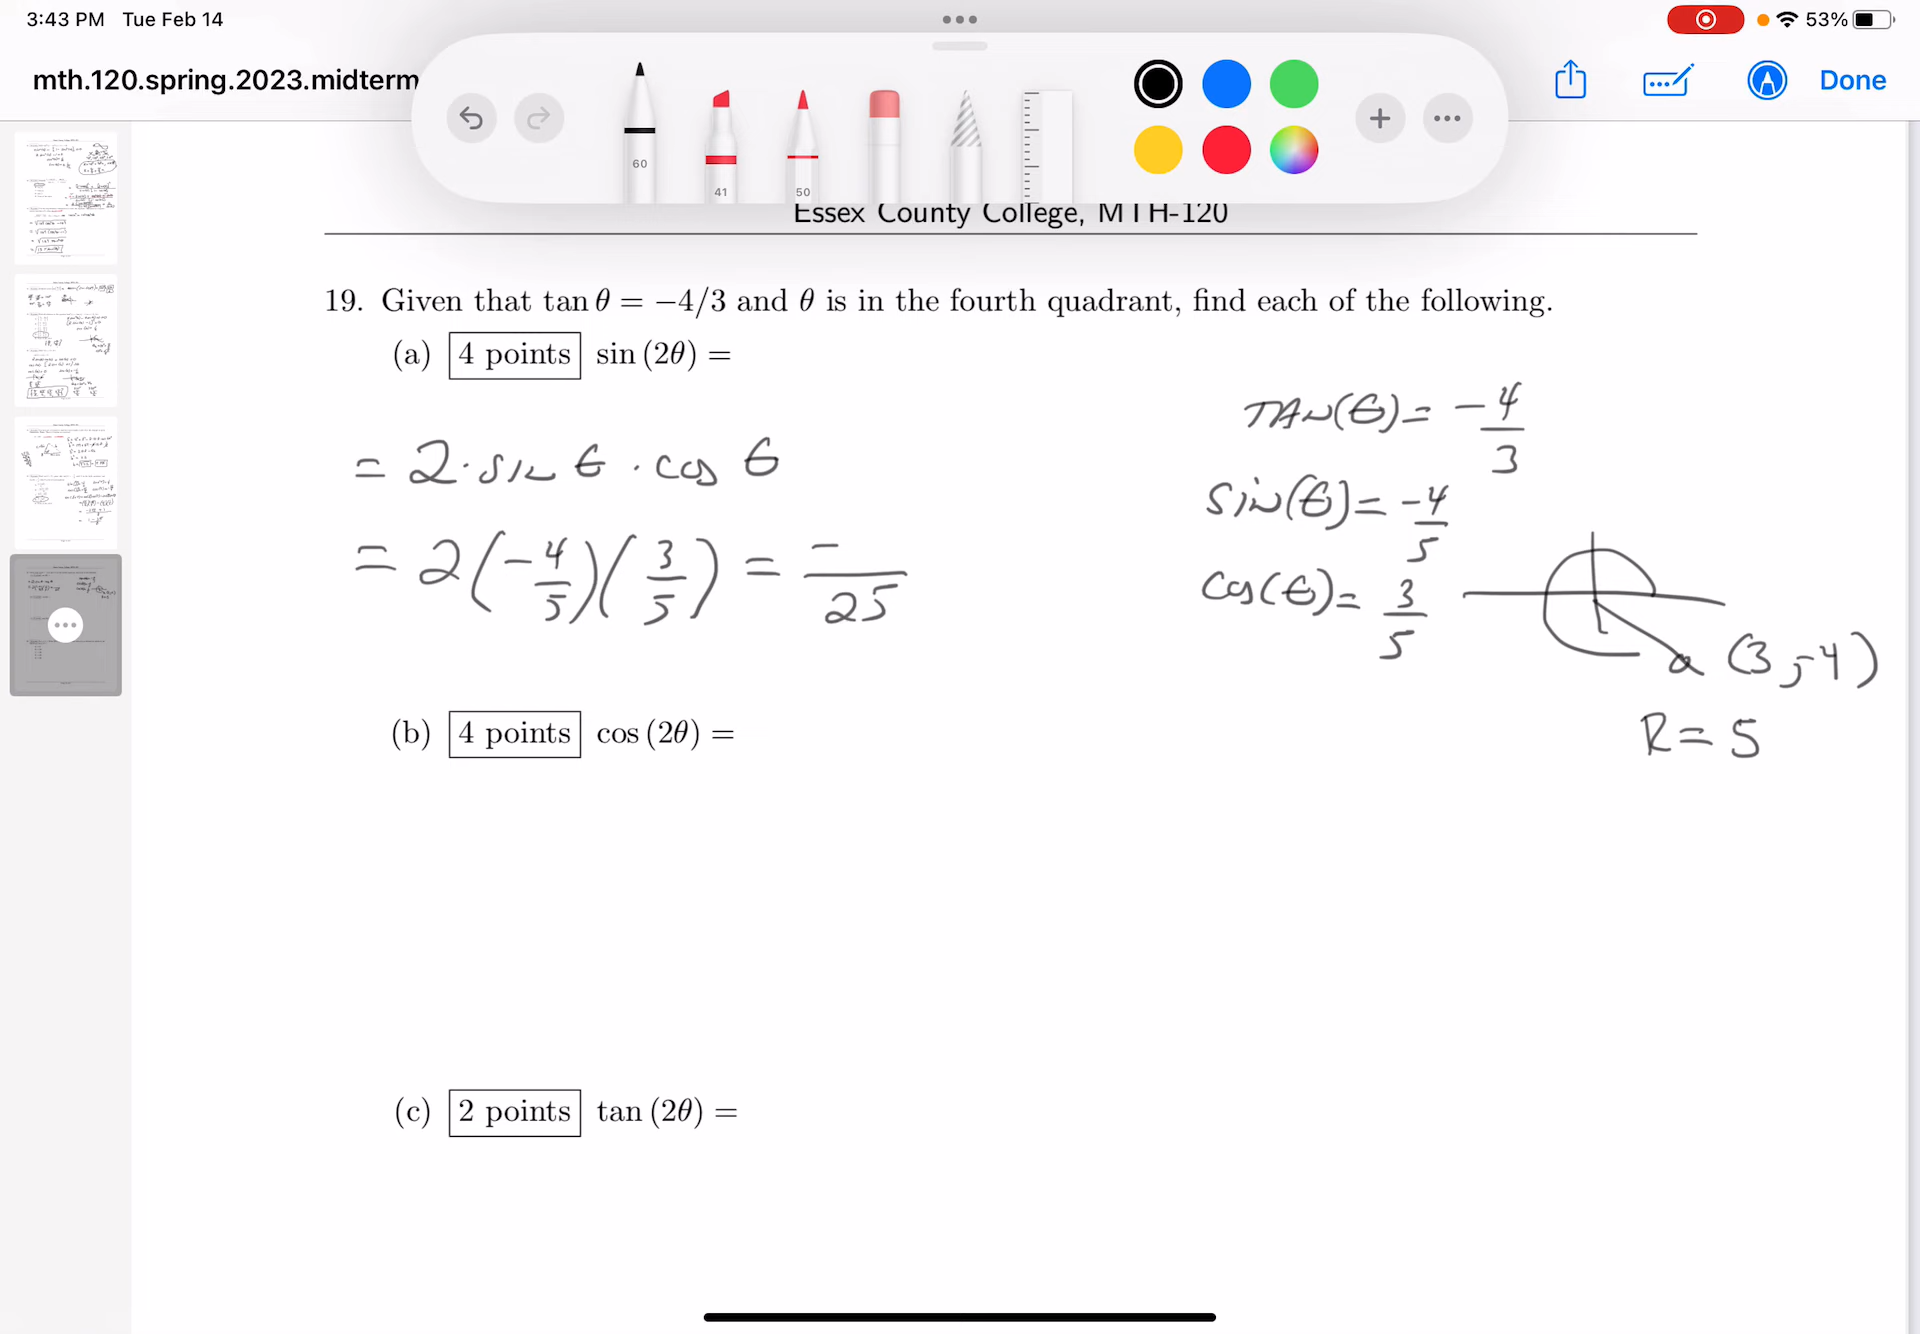 3:43 PM Tue Feb 14
53%
mth.120.spring.2023.midterm
Done
60
41
50
Essex County College, MTH-120
19. Given that tan θ = −4/3 and θ is in the fourth quadrant, find each of the following.
(a) 4 points sin (2θ) =
TAN(θ) = -4/3
= 2·sin θ · cos θ
sin(θ) = -4/5
= 2(-4/5)(3/5) = -/25
cos(θ) = 3/5
(3,-4)
R = 5
(b) 4 points cos (2θ) =
(c) 2 points tan (2θ) =